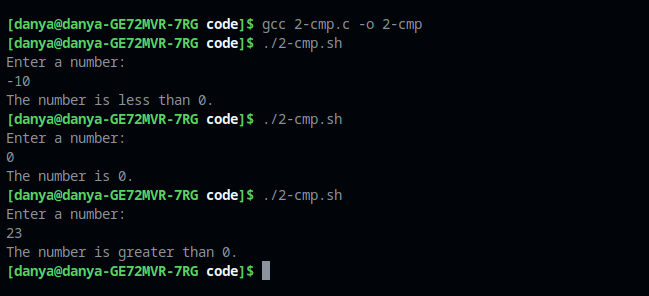 [danya@danya-GE72MVR-7RG code]$ gcc 2-cmp.c -o 2-cmp
[danya@danya-GE72MVR-7RG code]$ ./2-cmp.sh
Enter a number:
-10
The number is less than 0.
[danya@danya-GE72MVR-7RG code]$ ./2-cmp.sh
Enter a number:
0
The number is 0.
[danya@danya-GE72MVR-7RG code]$ ./2-cmp.sh
Enter a number:
23
The number is greater than 0.
[danya@danya-GE72MVR-7RG code]$